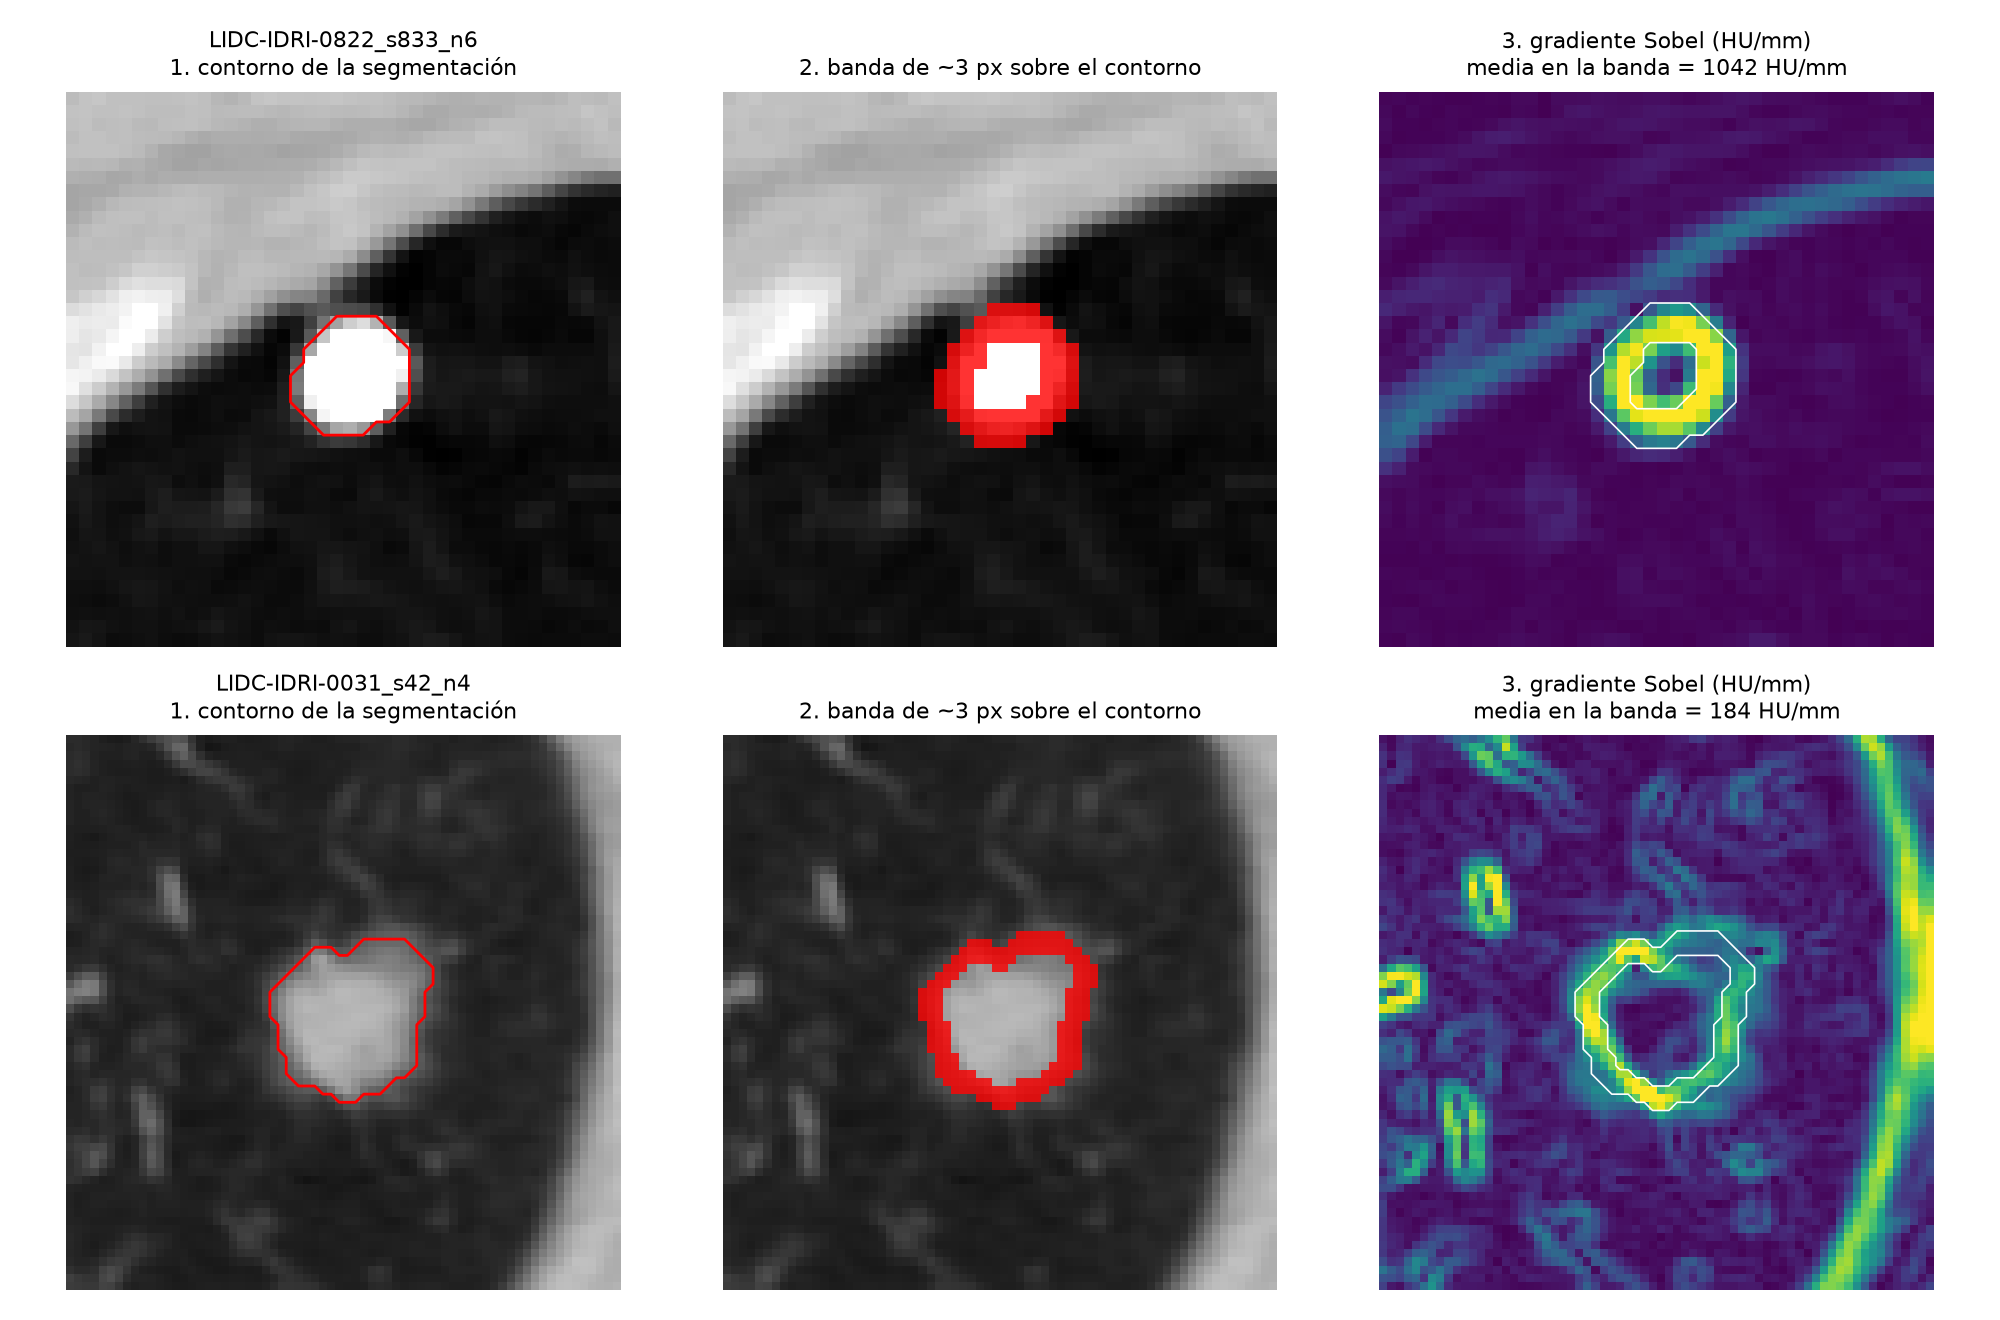 LIDC-IDRI-0822_s833_n6
1. contorno de la segmentación
2. banda de ~3 px sobre el contorno
3. gradiente Sobel (HU/mm)
media en la banda = 1042 HU/mm
LIDC-IDRI-0031_s42_n4
1. contorno de la segmentación
2. banda de ~3 px sobre el contorno
3. gradiente Sobel (HU/mm)
media en la banda = 184 HU/mm